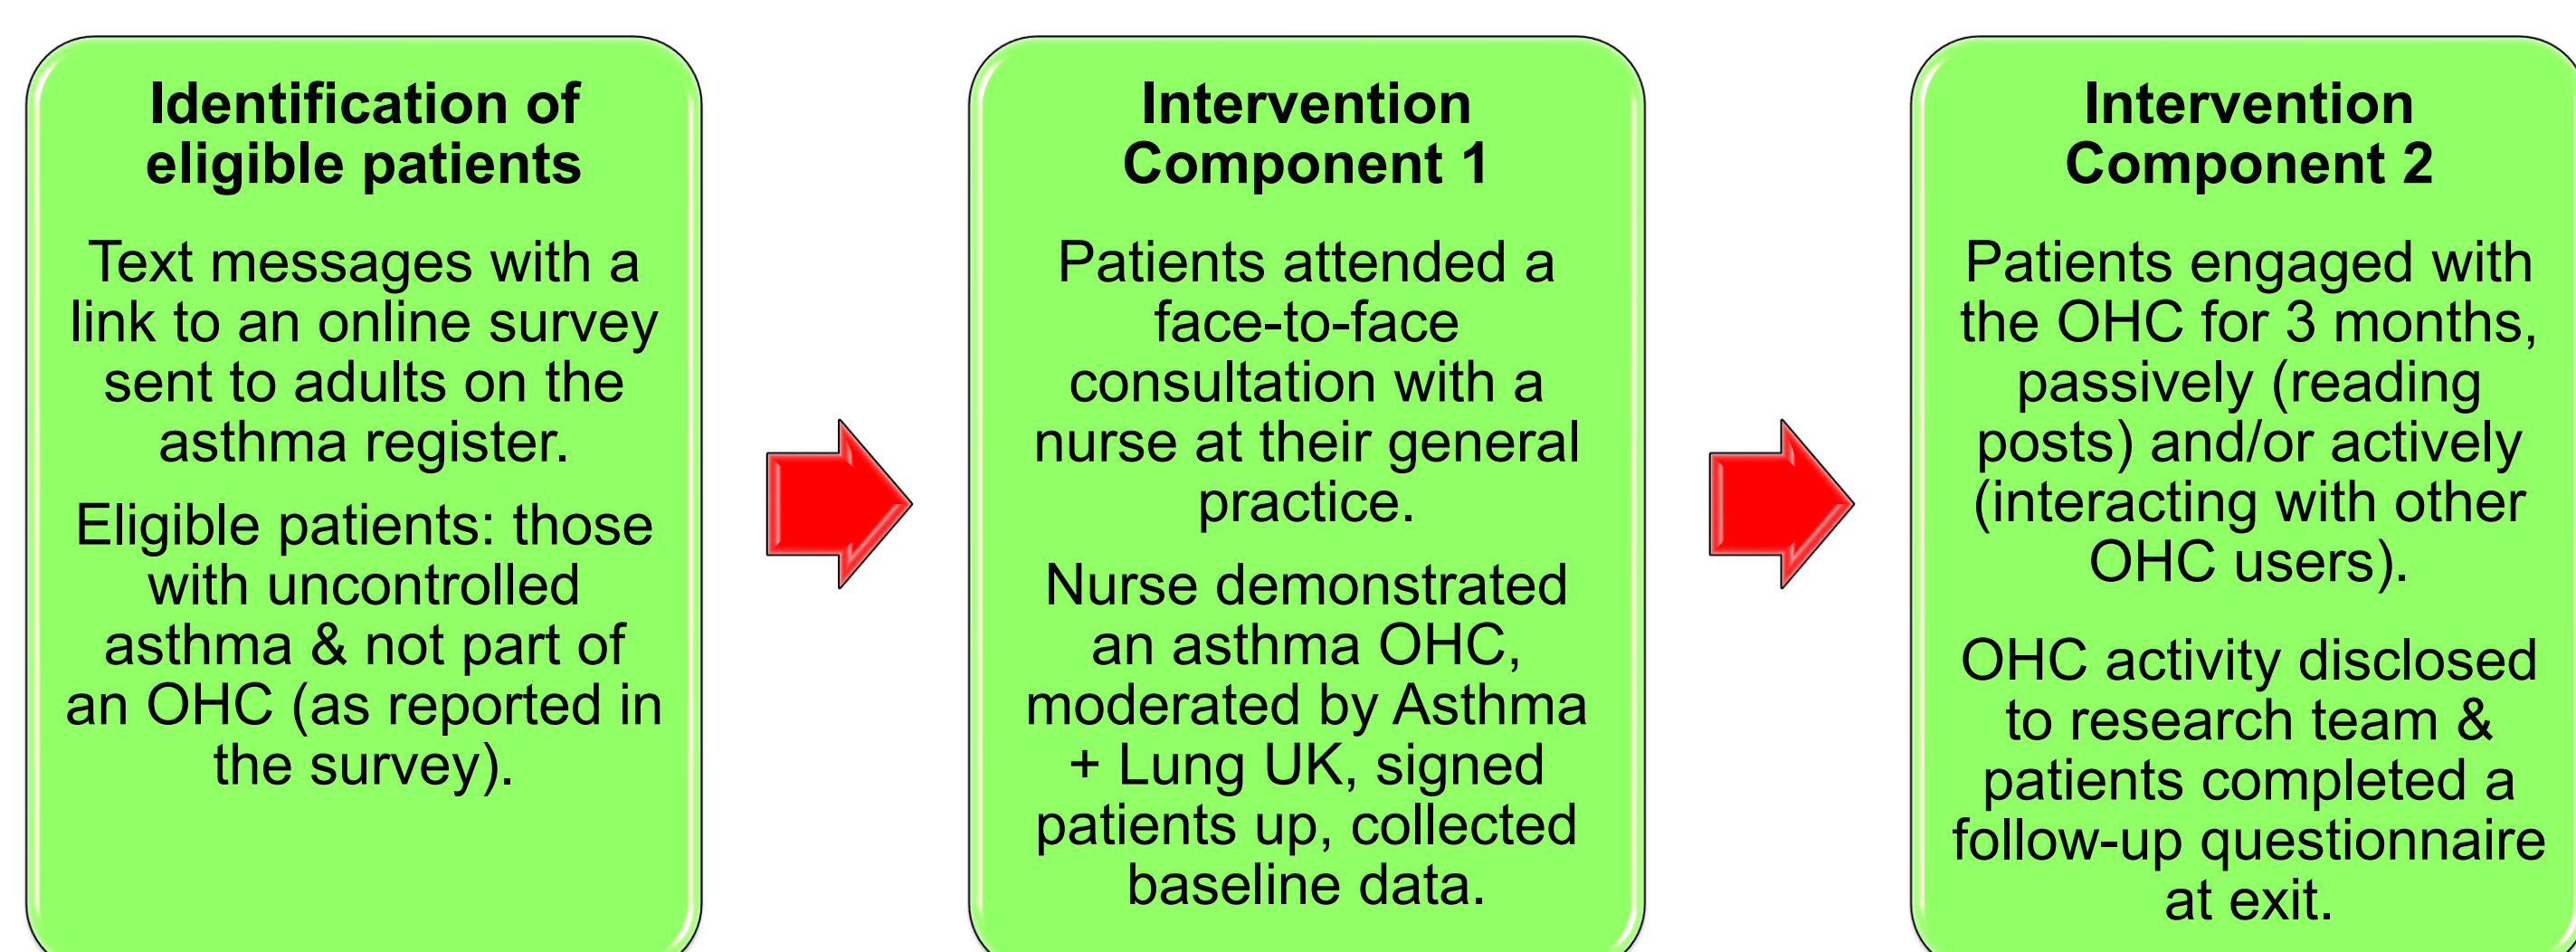 Identification of
eligible patients
Text messages with a
link to an online survey
sent to adults on the
asthma register.
Eligible patients: those
with uncontrolled
asthma & not part of
an OHC (as reported in
the survey).
Intervention
Component 1
Patients attended a
face-to-face
consultation with a
nurse at their general
practice.
Nurse demonstrated
an asthma OHC,
moderated by Asthma
+ Lung UK, signed
patients up, collected
baseline data.
Intervention
Component 2
Patients engaged with
the OHC for 3 months,
passively (reading
posts) and/or actively
(interacting with other
OHC users).
OHC activity disclosed
to research team &
patients completed a
follow-up questionnaire
at exit.